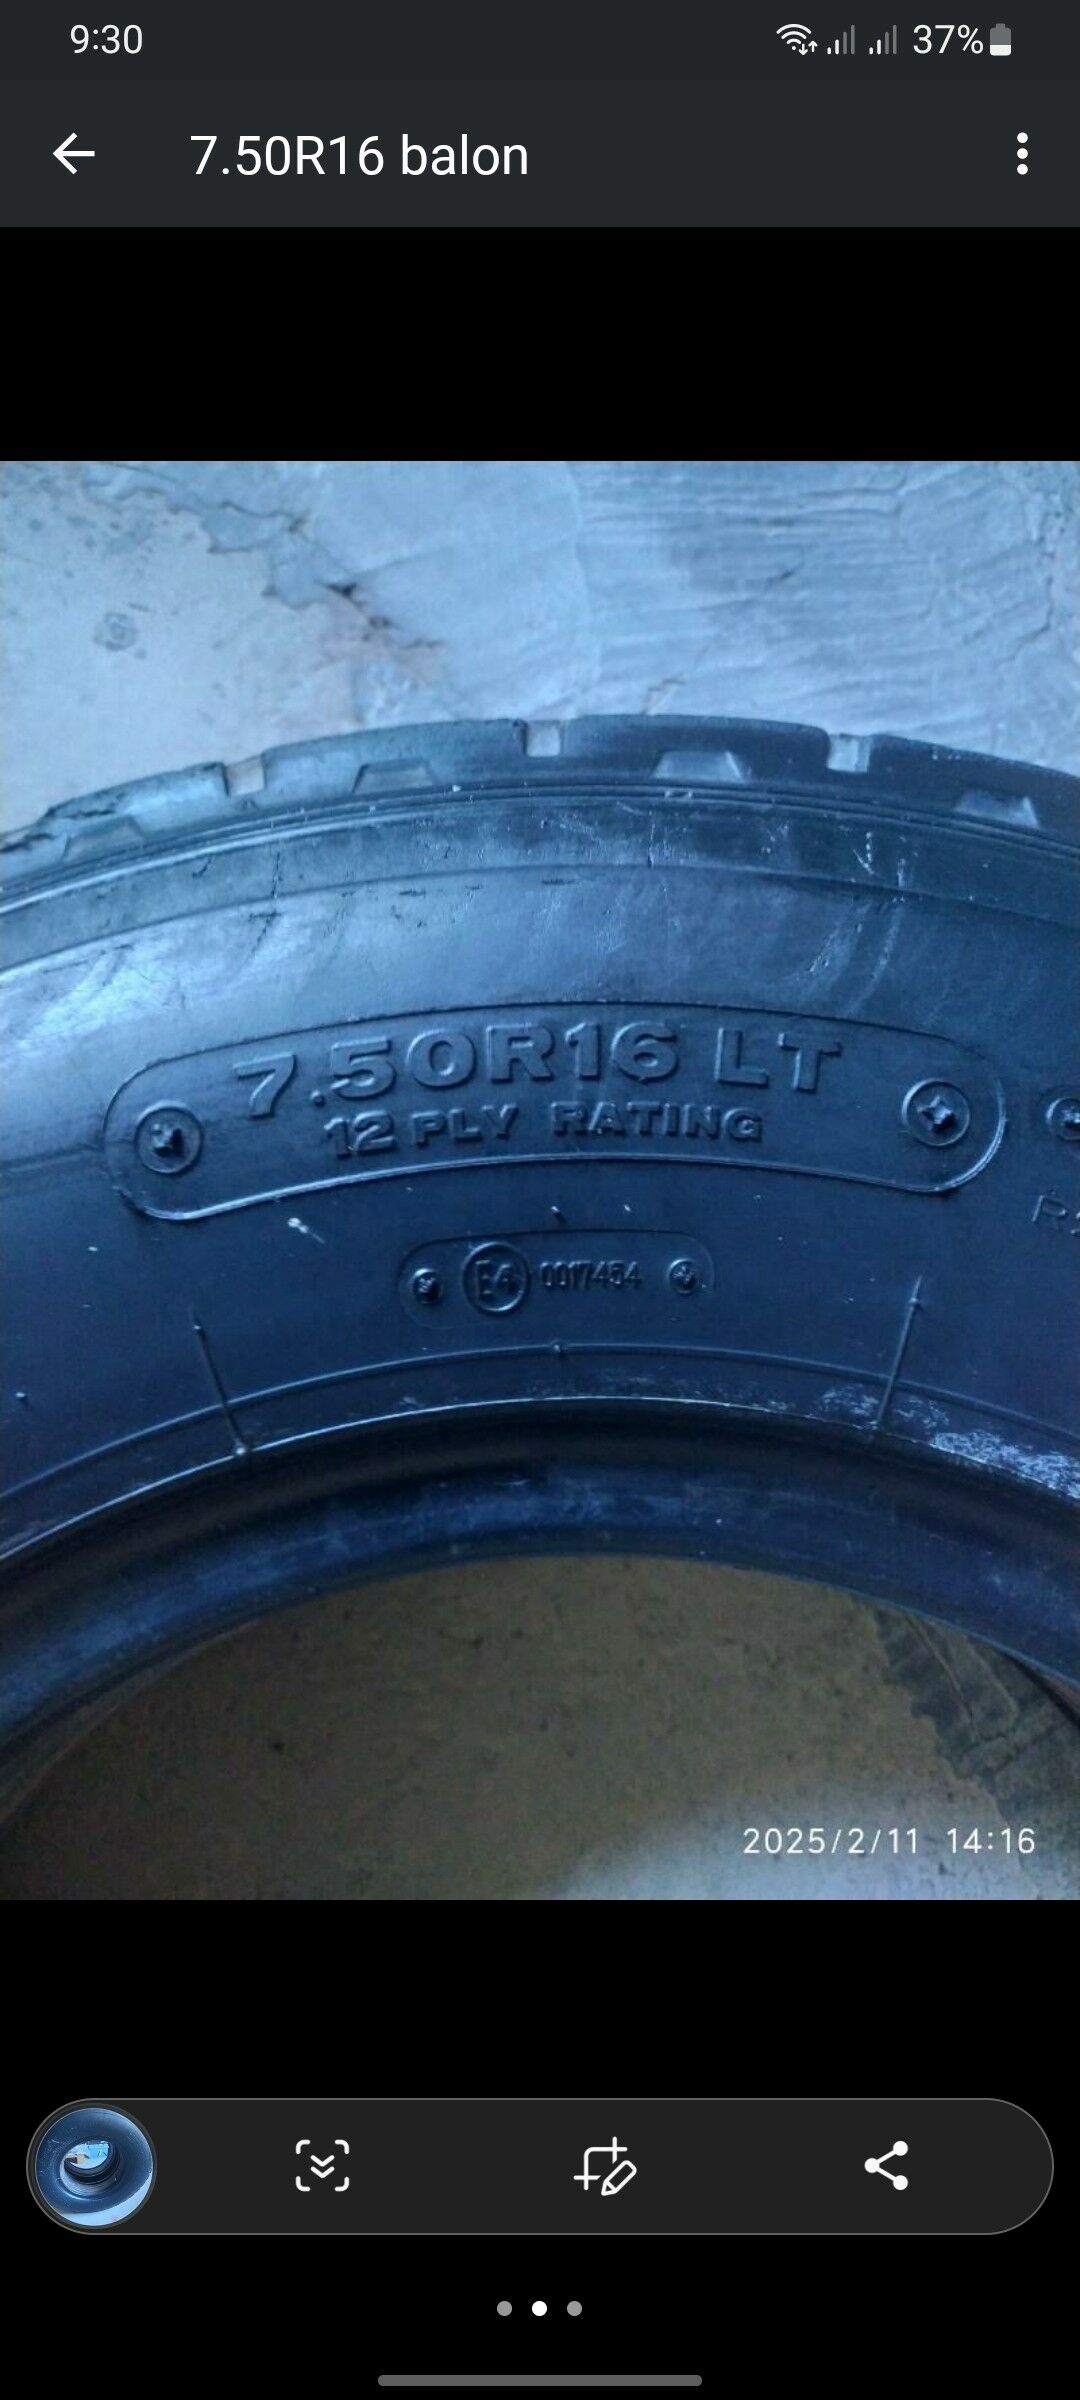 9:30
37%
7.50R16 balon
7.50R16 LT
12 PLY RATING
E4 0017454
2025/2/11 14:16